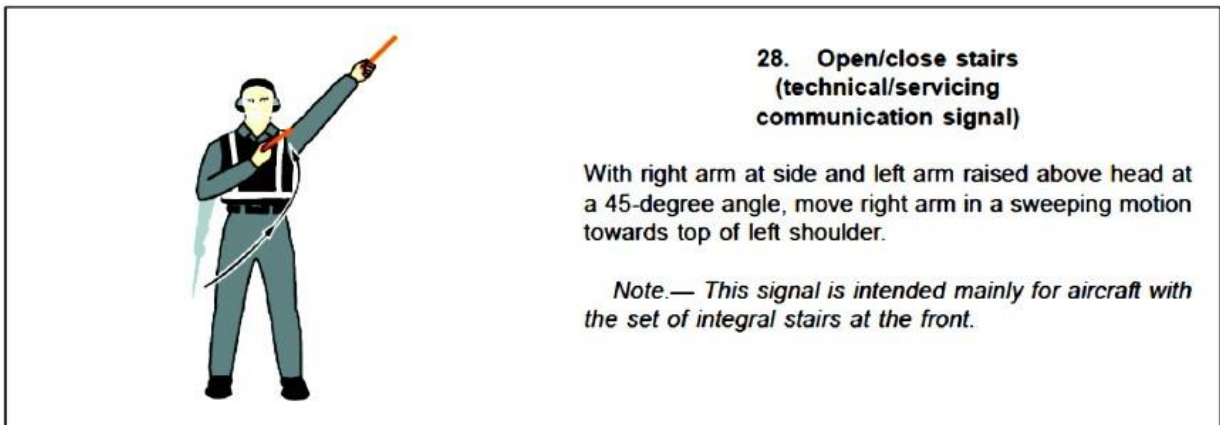 28. Open/close stairs
(technical/servicing
communication signal)
With right arm at side and left arm raised above head at
a 45-degree angle, move right arm in a sweeping motion
towards top of left shoulder.
Note.— This signal is intended mainly for aircraft with
the set of integral stairs at the front.